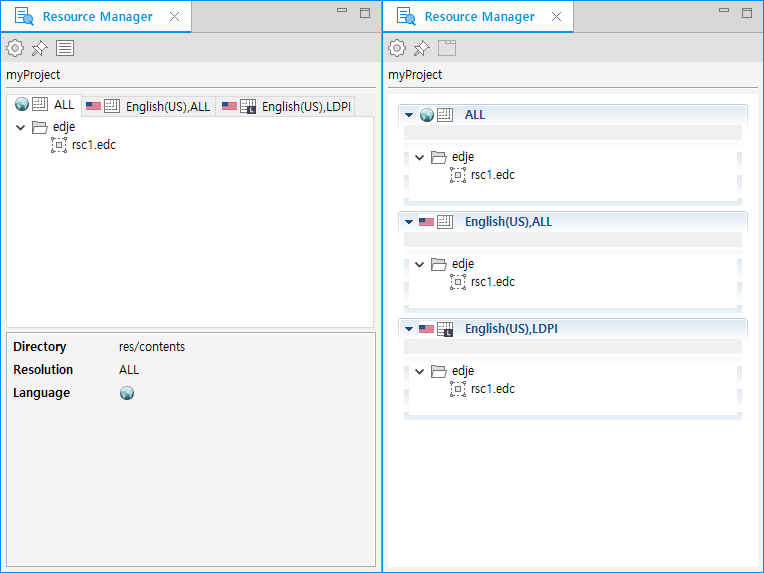 Resource Manager
myProject
ALL English(US),ALL English(US),LDPI
edje
rsc1.edc
Directory res/contents
Resolution ALL
Language
Resource Manager
myProject
ALL
edje
rsc1.edc
English(US),ALL
edje
rsc1.edc
English(US),LDPI
L
edje
rsc1.edc